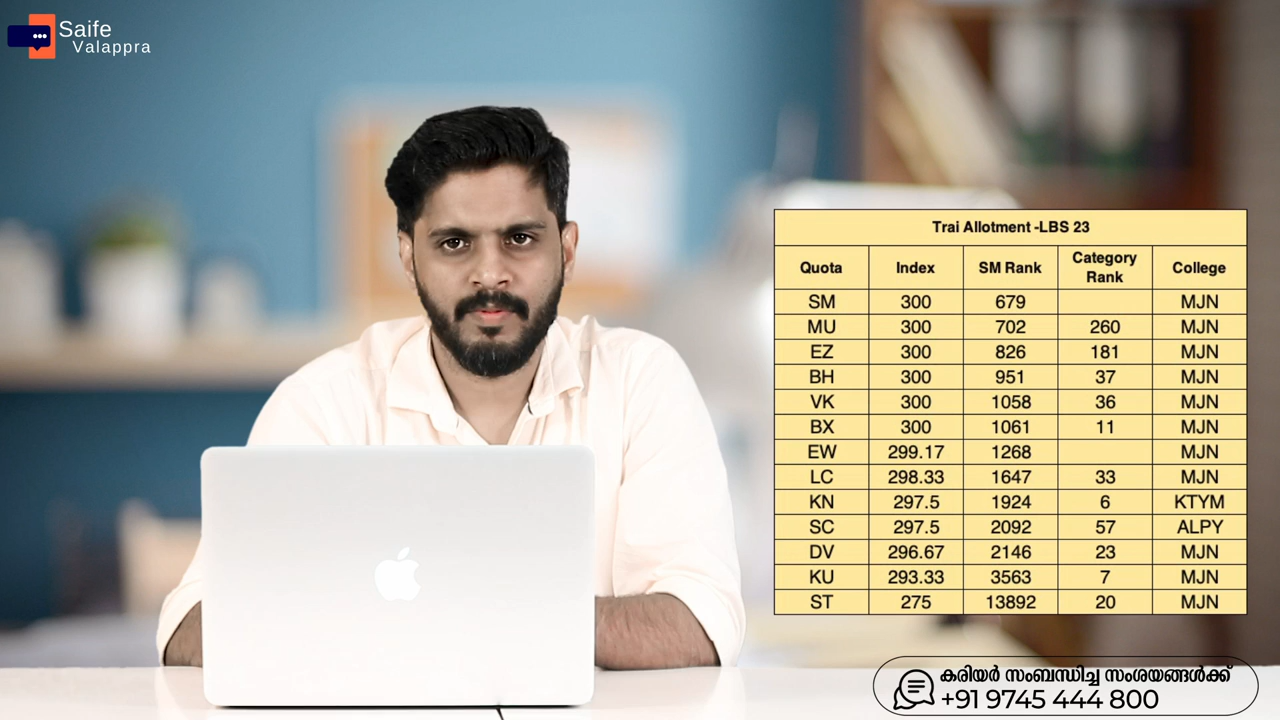 Saife
Valappra
Trai Allotment -LBS 23
Quota Index SM Rank Category Rank College
SM 300 679 MJN
MU 300 702 260 MJN
EZ 300 826 181 MJN
BH 300 951 37 MJN
VK 300 1058 36 MJN
BX 300 1061 11 MJN
EW 299.17 1268 MJN
LC 298.33 1647 33 MJN
KN 297.5 1924 6 KTYM
SC 297.5 2092 57 ALPY
DV 296.67 2146 23 MJN
KU 293.33 3563 7 MJN
ST 275 13892 20 MJN
കരിയർ സംബന്ധിച്ച സംശയങ്ങൾക്ക്
+91 9745 444 800